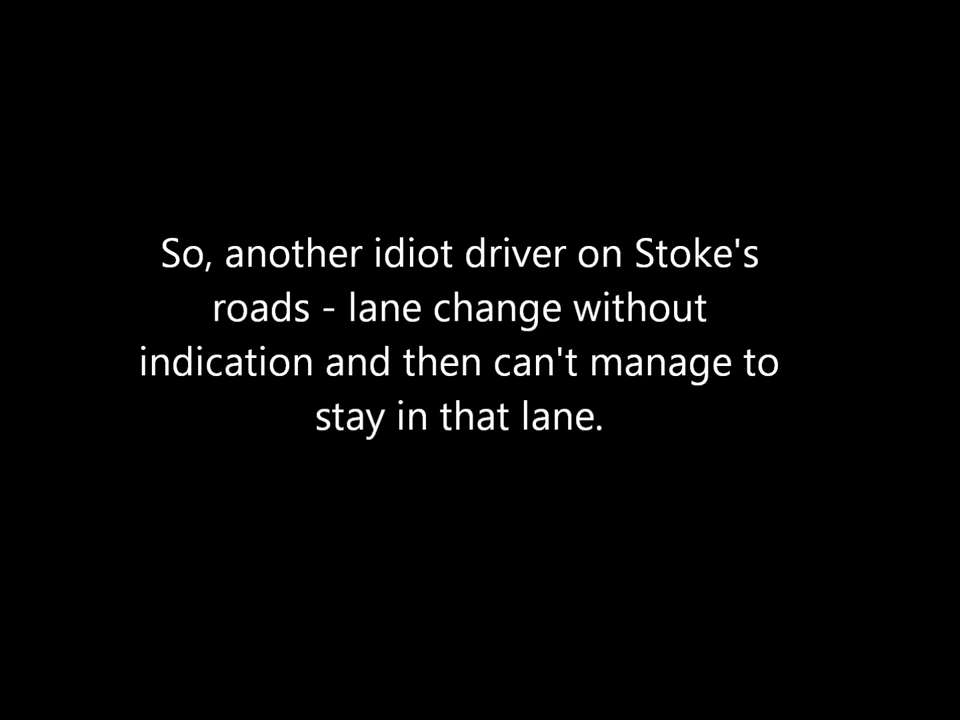 So, another idiot driver on Stoke's
roads - lane change without
indication and then can't manage to
stay in that lane.